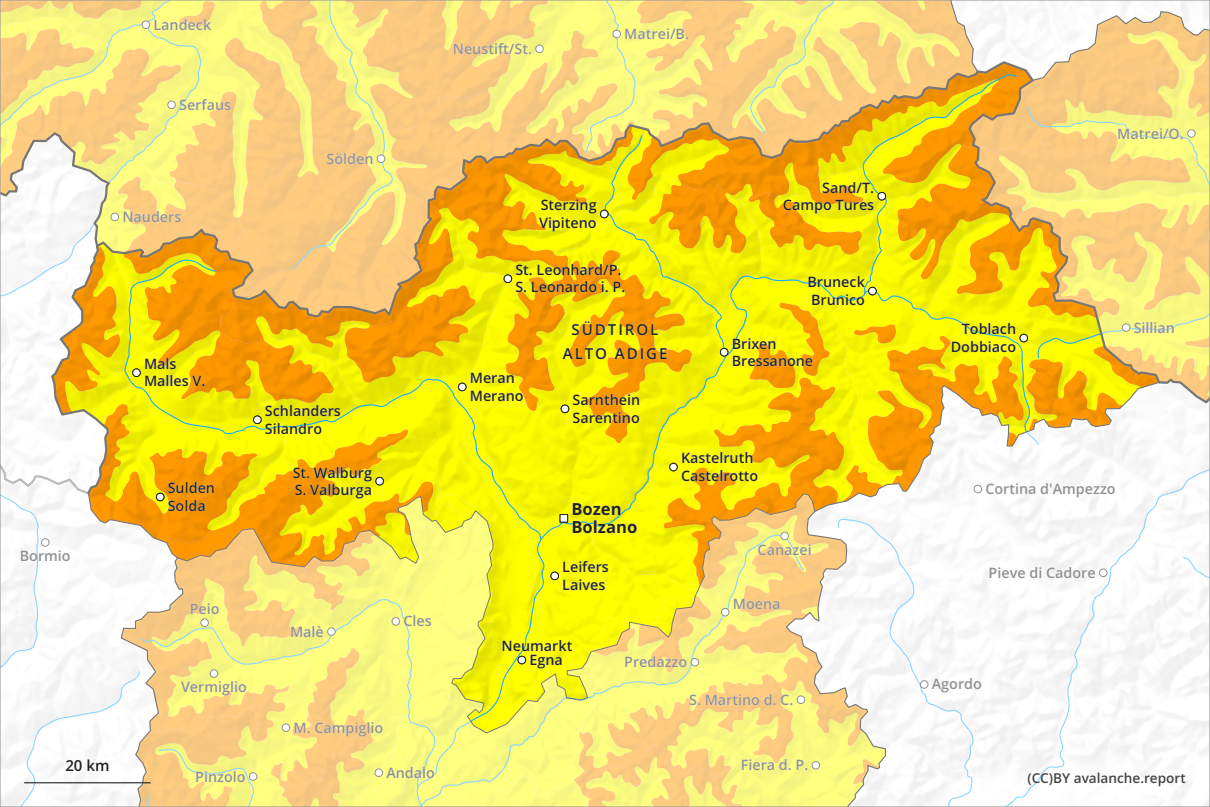 Landeck
Matrei/B.
Neustift/St.
Serfaus
Matrei/O.
Sölden
Sand/T.
Campo Tures
Sterzing
Vipiteno
Nauders
St. Leonhard/P.
S. Leonardo i. P.
Bruneck
Brunico
SÜDTIROL
ALTO ADIGE
Toblach
Dobbiaco
Sillian
Brixen
Bressanone
Mals
Malles V.
Meran
Merano
Sarnthein
Sarentino
Schlanders
Silandro
Kastelruth
Castelrotto
St. Walburg
S. Valburga
Sulden
Solda
Cortina d'Ampezzo
Bozen
Bolzano
Bormio
Canazei
Leifers
Laives
Pieve di Cadore
Peio
Moena
Cles
Malè
Neumarkt
Egna
Predazzo
Vermiglio
Agordo
S. Martino d. C.
M. Campiglio
20 km
Pinzolo
Andalo
Fiera d. P.
(CC)BY avalanche.report